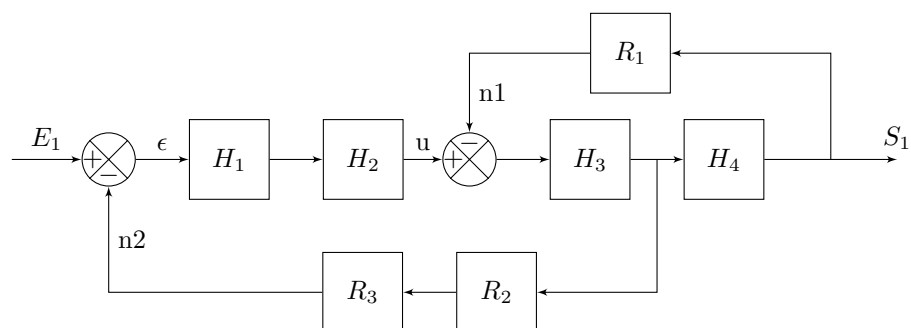 R₁
n1
E₁
+
−
ϵ
H₁
H₂
u
+
−
H₃
H₄
S₁
n2
R₃
R₂